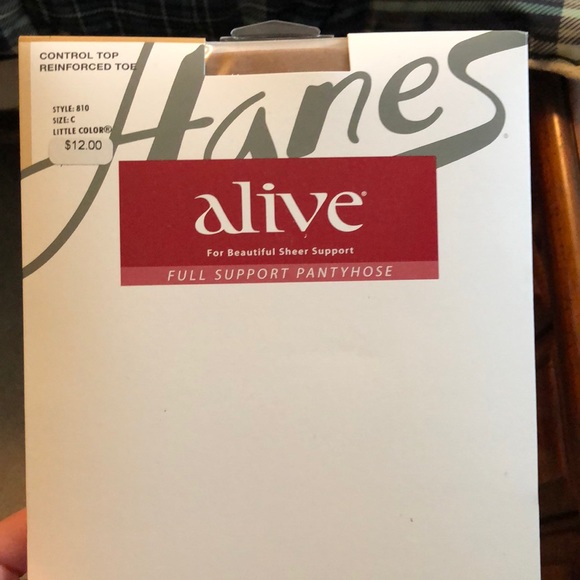 CONTROL TOP
REINFORCED TOE
STYLE: 810
SIZE: C
LITTLE COLOR®
$12.00
Hanes®
alive®
For Beautiful Sheer Support
FULL SUPPORT PANTYHOSE